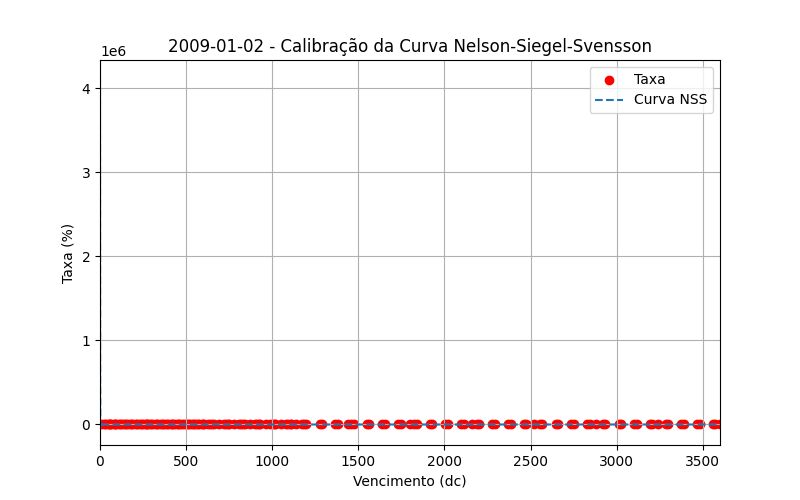 2009-01-02 - Calibração da Curva Nelson-Siegel-Svensson
1e6
Taxa
Curva NSS
4
3
2
1
0
Taxa (%)
0 500 1000 1500 2000 2500 3000 3500
Vencimento (dc)